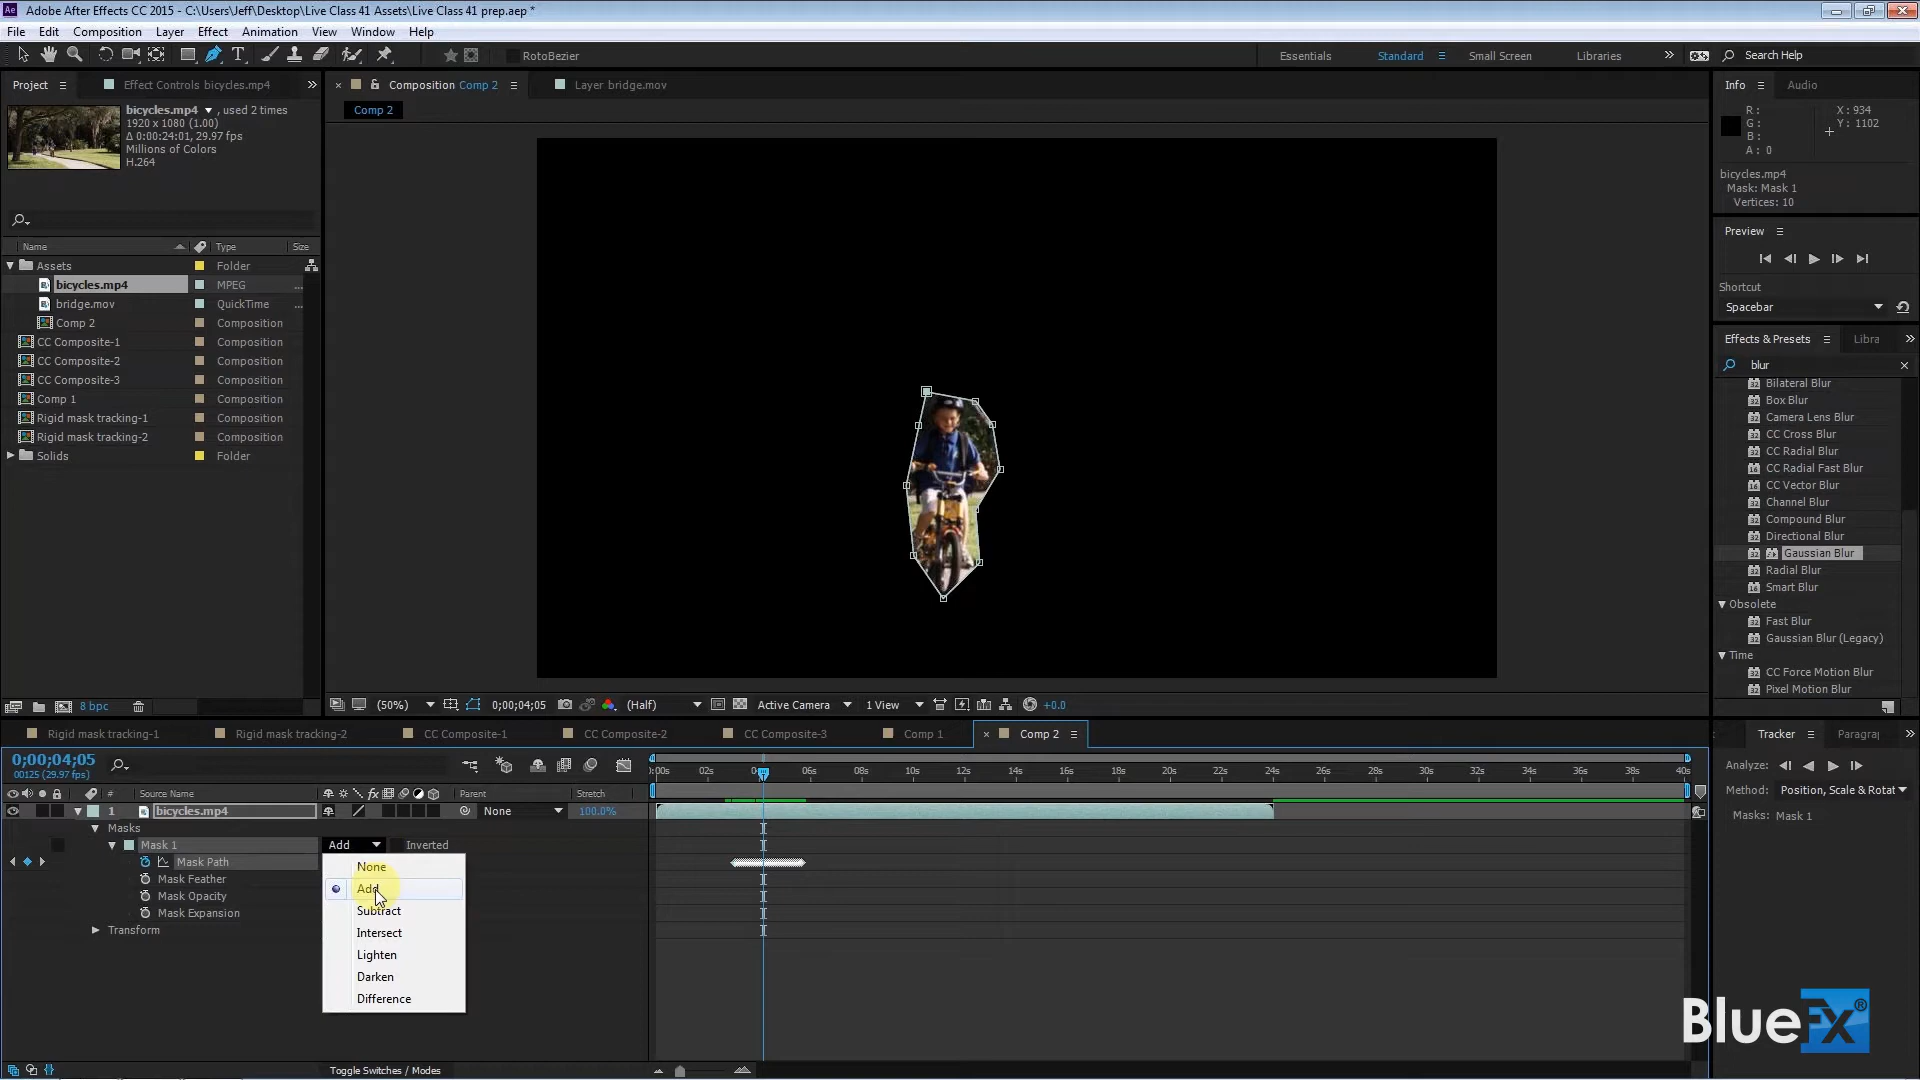 Adobe After Effects CC 2015 - C:\Users\Jeff\Desktop\Live Class 41 Assets\Live Class 41 prep.aep *
File Edit Composition Layer Effect Animation View Window Help
RotoBezier Essentials Standard Small Screen Libraries Search Help
Project Effect Controls bicycles.mp4
Composition Comp 2 Layer bridge.mov
Info Audio
bicycles.mp4 , used 2 times
1920 x 1080 (1.00)
Δ 0:00:24:01, 29.97 fps
Millions of Colors
H.264
Comp 2
R :
G :
B :
A : 0
X : 934
Y : 1102
bicycles.mp4
Mask: Mask 1
Vertices: 10
Preview
Shortcut
Spacebar
Name Type Size
Assets Folder
bicycles.mp4 MPEG ...
bridge.mov QuickTime ...
Comp 2 Composition
CC Composite-1 Composition
CC Composite-2 Composition
CC Composite-3 Composition
Comp 1 Composition
Rigid mask tracking-1 Composition
Rigid mask tracking-2 Composition
Solids Folder
8 bpc
Effects & Presets Libra
blur
Bilateral Blur
Box Blur
Camera Lens Blur
CC Cross Blur
CC Radial Blur
CC Radial Fast Blur
CC Vector Blur
Channel Blur
Compound Blur
Directional Blur
Gaussian Blur
Radial Blur
Smart Blur
Obsolete
Fast Blur
Gaussian Blur (Legacy)
Time
CC Force Motion Blur
Pixel Motion Blur
(50%) 0;00;04;05 (Half) Active Camera 1 View +0.0
Rigid mask tracking-1 Rigid mask tracking-2 CC Composite-1 CC Composite-2 CC Composite-3 Comp 1 Comp 2
Tracker Paragra
0;00;04;05
00125 (29.97 fps)
:00s 02s 06s 08s 10s 12s 14s 16s 18s 20s 22s 24s 26s 28s 30s 32s 34s 36s 38s 40s
Analyze:
Method: Position, Scale & Rotat
Masks: Mask 1
# Source Name Parent Stretch
1 bicycles.mp4 None 100.0%
Masks
Mask 1 Add Inverted
Mask Path
Mask Feather
Mask Opacity
Mask Expansion
Transform
None
Add
Subtract
Intersect
Lighten
Darken
Difference
Toggle Switches / Modes
BlueFX®